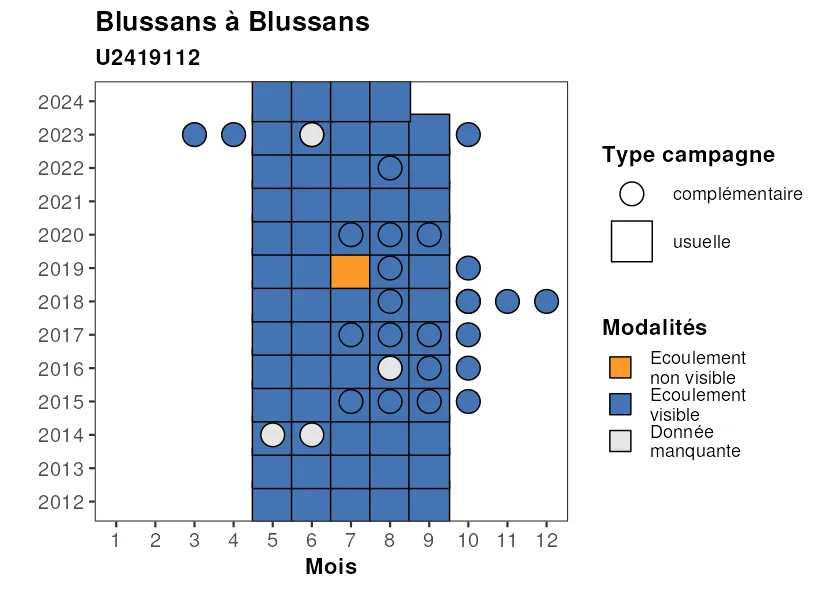 Blussans à Blussans
U2419112
2024
2023
2022
2021
2020
2019
2018
2017
2016
2015
2014
2013
2012
1 2 3 4 5 6 7 8 9 10 11 12
Mois
Type campagne
complémentaire
usuelle
Modalités
Ecoulement
non visible
Ecoulement
visible
Donnée
manquante